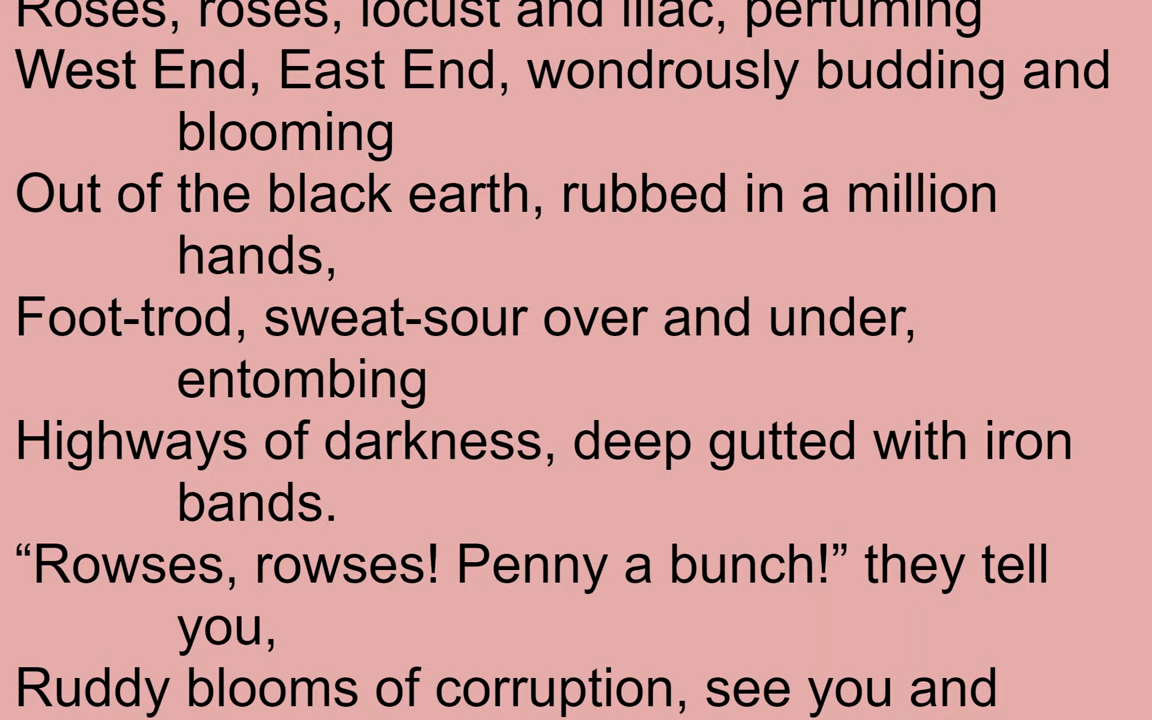 Roses, roses, locust and lilac, perfuming
West End, East End, wondrously budding and
blooming
Out of the black earth, rubbed in a million
hands,
Foot-trod, sweat-sour over and under,
entombing
Highways of darkness, deep gutted with iron
bands.
“Rowses, rowses! Penny a bunch!” they tell
you,
Ruddy blooms of corruption, see you and